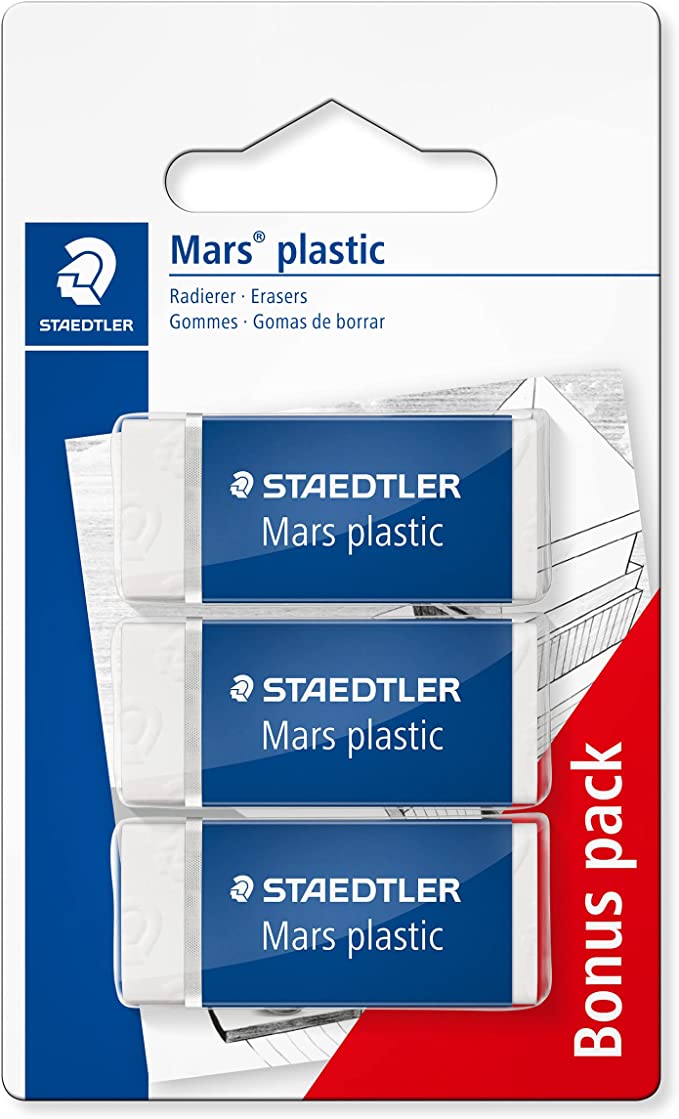 Mars® plastic
Radierer · Erasers
Gommes · Gomas de borrar
STAEDTLER
STAEDTLER
Mars plastic
STAEDTLER
Mars plastic
STAEDTLER
Mars plastic
Bonus pack